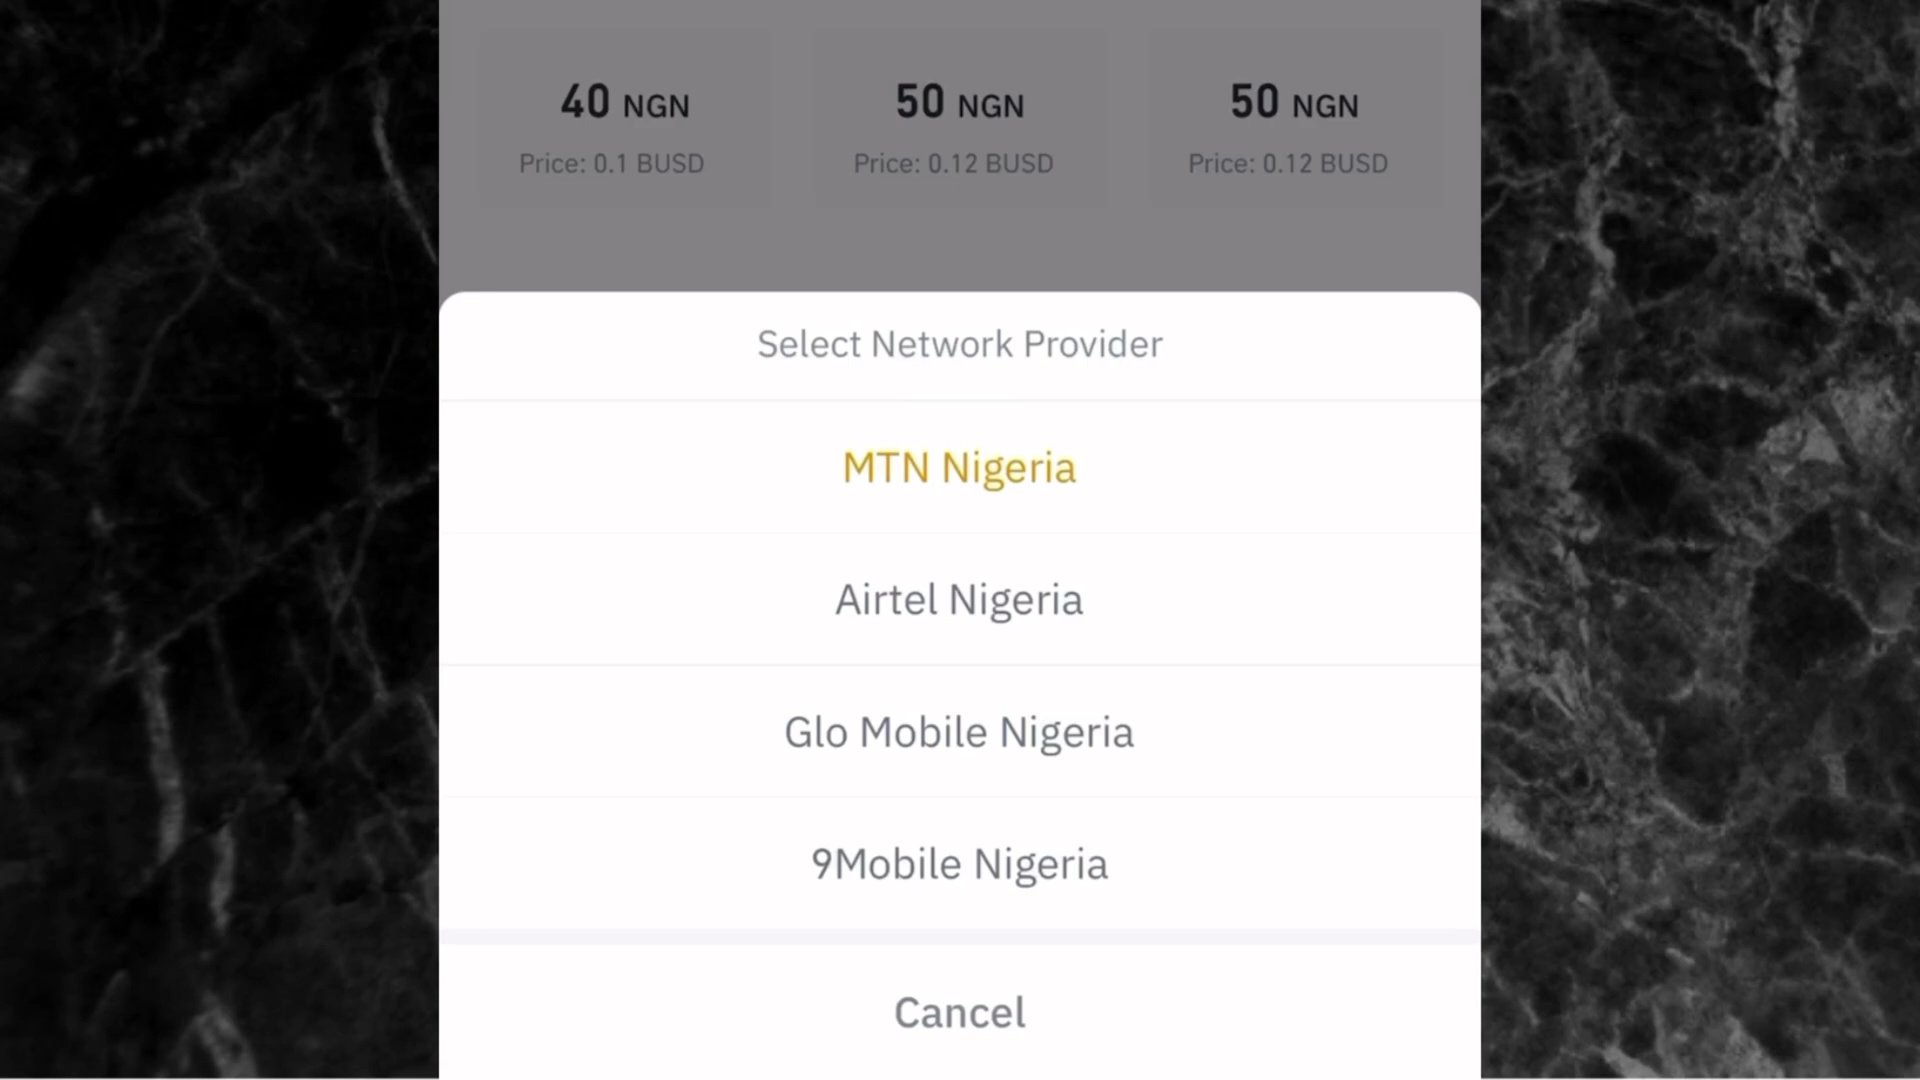 40 NGN 50 NGN 50 NGN
Price: 0.1 BUSD Price: 0.12 BUSD Price: 0.12 BUSD
Select Network Provider
MTN Nigeria
Airtel Nigeria
Glo Mobile Nigeria
9Mobile Nigeria
Cancel